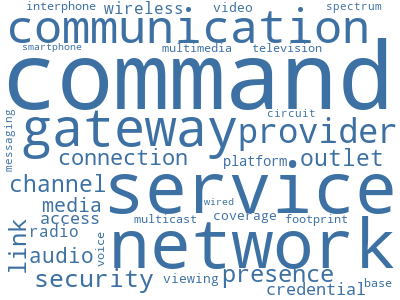 interphone wireless video spectrum
communication
smartphone multimedia television
command
messaging
circuit
gateway provider
connection platform outlet
channel service
media
wired
access multicast coverage footprint
link
radio
voice
network
audio
security viewing presence
credential base